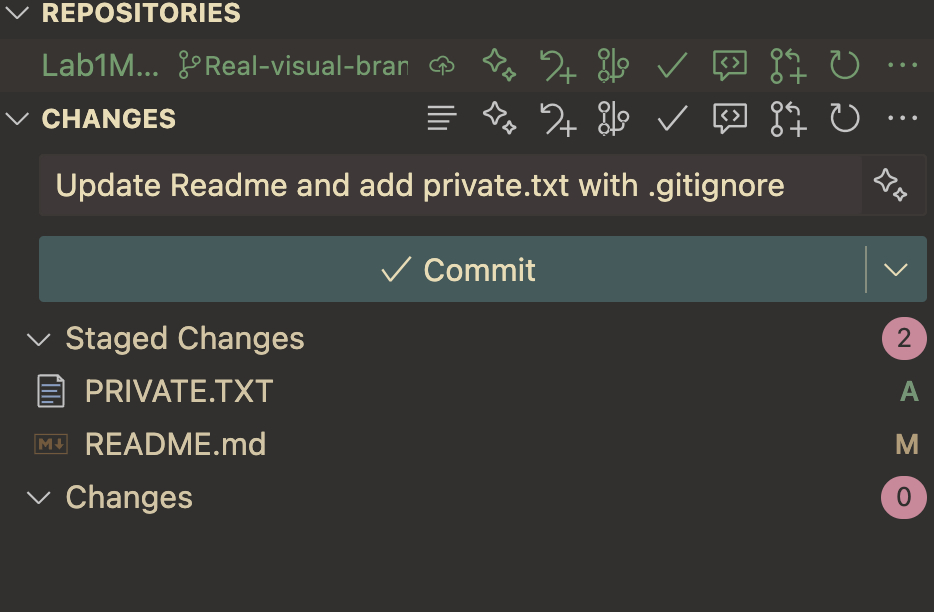 REPOSITORIES
Lab1M... Real-visual-bran
CHANGES
Update Readme and add private.txt with .gitignore
Commit
Staged Changes 2
PRIVATE.TXT A
M↓ README.md M
Changes 0